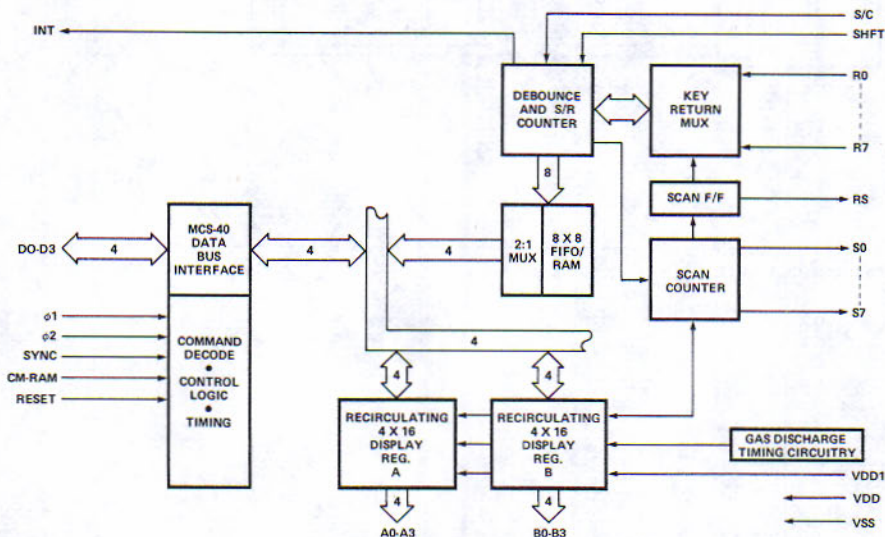 S/C
INT
SHFT
DEBOUNCE
AND S/R
COUNTER
KEY
RETURN
MUX
R0
R7
8
SCAN F/F
RS
MCS-40
DATA
BUS
INTERFACE
DO-D3
4
4
4
2:1
MUX
8 X 8
FIFO/
RAM
SCAN
COUNTER
S0
S7
φ1
φ2
SYNC
CM-RAM
RESET
COMMAND
DECODE
•
CONTROL
LOGIC
•
TIMING
4
4
4
RECIRCULATING
4 X 16
DISPLAY
REG.
A
RECIRCULATING
4 X 16
DISPLAY
REG.
B
GAS DISCHARGE
TIMING CIRCUITRY
VDD1
VDD
VSS
4
4
A0-A3
B0-B3